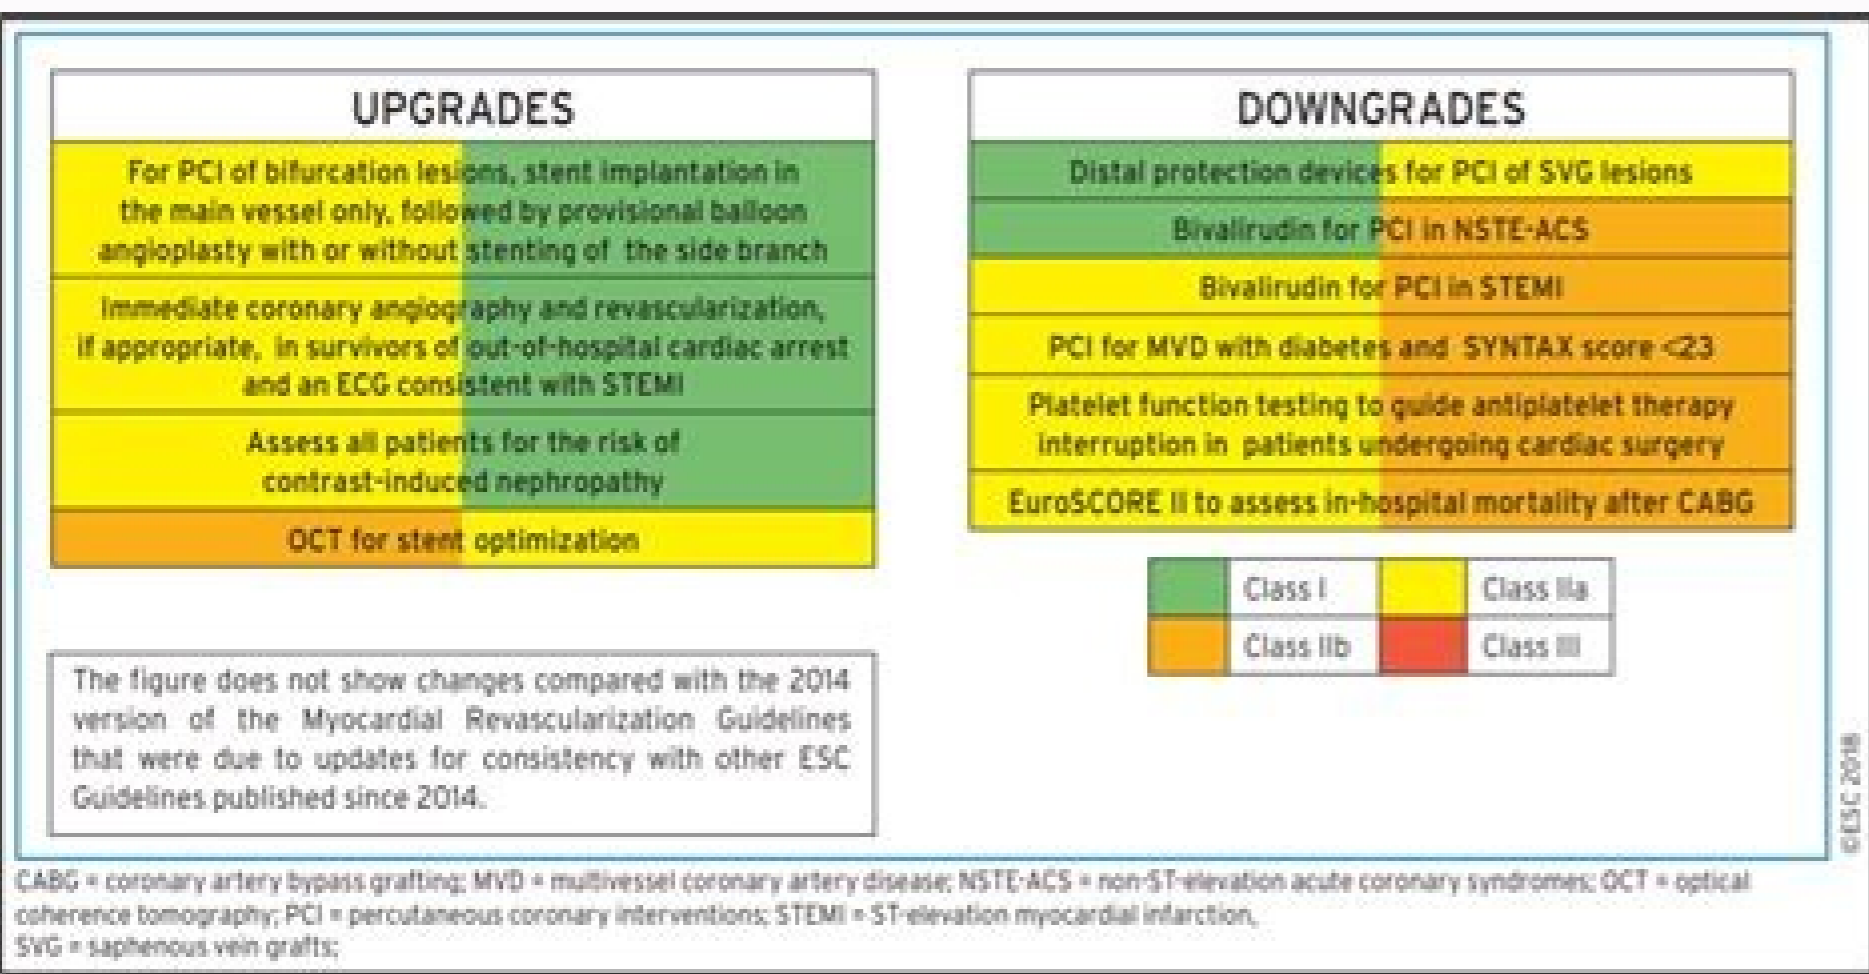 UPGRADES
For PCI of bifurcation lesions, stent implantation in
the main vessel only, followed by provisional balloon
angioplasty with or without stenting of the side branch
Immediate coronary angiography and revascularization,
if appropriate, in survivors of out-of-hospital cardiac arrest
and an ECG consistent with STEMI
Assess all patients for the risk of
contrast-induced nephropathy
OCT for stent optimization
The figure does not show changes compared with the 2014
version of the Myocardial Revascularization Guidelines
that were due to updates for consistency with other ESC
Guidelines published since 2014.
DOWNGRADES
Distal protection devices for PCI of SVG lesions
Bivalirudin for PCI in NSTE-ACS
Bivalirudin for PCI in STEMI
PCI for MVD with diabetes and SYNTAX score <23
Platelet function testing to guide antiplatelet therapy
interruption in patients undergoing cardiac surgery
EuroSCORE II to assess in-hospital mortality after CABG
Class I
Class IIa
Class IIb
Class III
©ESC 2018
CABG = coronary artery bypass grafting; MVD = multivessel coronary artery disease; NSTE-ACS = non-ST-elevation acute coronary syndromes; OCT = optical
coherence tomography; PCI = percutaneous coronary interventions; STEMI = ST-elevation myocardial infarction,
SVG = saphenous vein grafts;